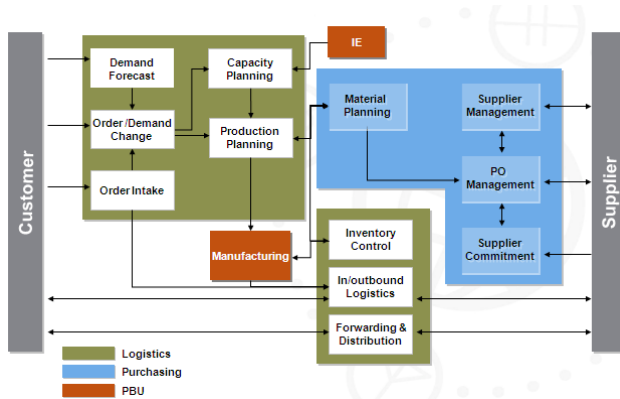 Customer
Demand
Forecast
Order /Demand
Change
Order Intake
Capacity
Planning
Production
Planning
IE
Manufacturing
Material
Planning
Supplier
Management
PO
Management
Supplier
Commitment
Inventory
Control
In/outbound
Logistics
Forwarding &
Distribution
Supplier
Logistics
Purchasing
PBU